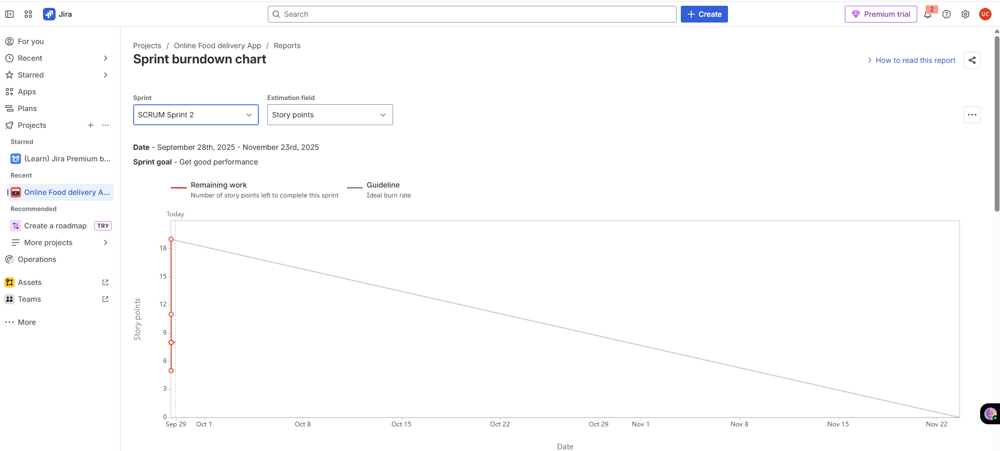 Jira
Search
+ Create
Premium trial
2
UC
For you
Recent
Starred
Apps
Plans
Projects
Starred
(Learn) Jira Premium b...
Recent
Online Food delivery A...
Recommended
Create a roadmap TRY
More projects
Operations
Assets
Teams
More
Projects / Online Food delivery App / Reports
Sprint burndown chart
How to read this report
Sprint
SCRUM Sprint 2
Estimation field
Story points
Date - September 28th, 2025 - November 23rd, 2025
Sprint goal - Get good performance
Remaining work
Number of story points left to complete this sprint
Guideline
Ideal burn rate
Today
18
15
12
9
6
3
0
Story points
Sep 29 Oct 1 Oct 8 Oct 15 Oct 22 Oct 29 Nov 1 Nov 8 Nov 15 Nov 22
Date